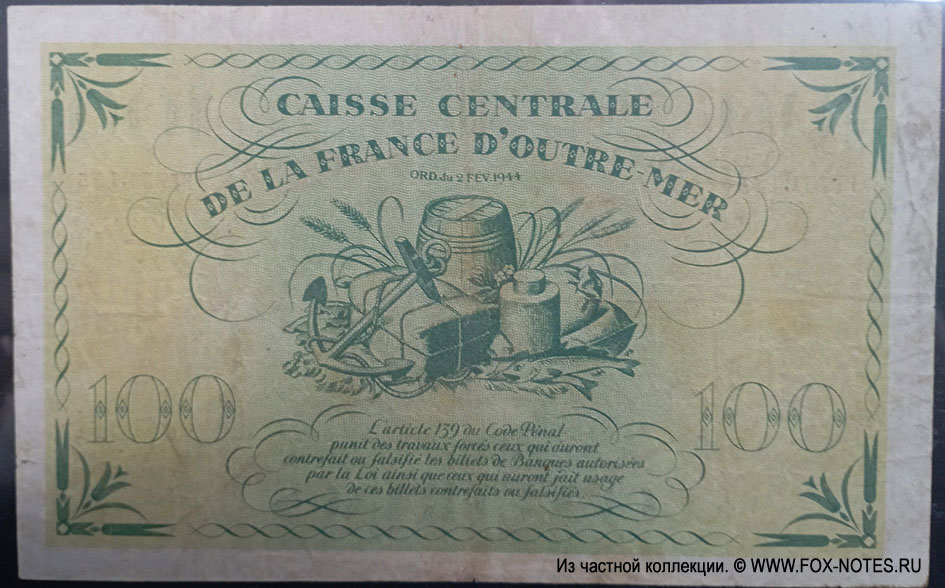 CAISSE CENTRALE
DE LA FRANCE D'OUTRE-MER
ORD. du 2 FÉV. 1944
100
100
L'article 139 du Code Pénal
punit des travaux forcés ceux qui auront
contrefait ou falsifié les billets de Banques autorisées
par la Loi ainsi que ceux qui auront fait usage
de ces billets contrefaits ou falsifiés.
Из частной коллекции. © WWW.FOX-NOTES.RU